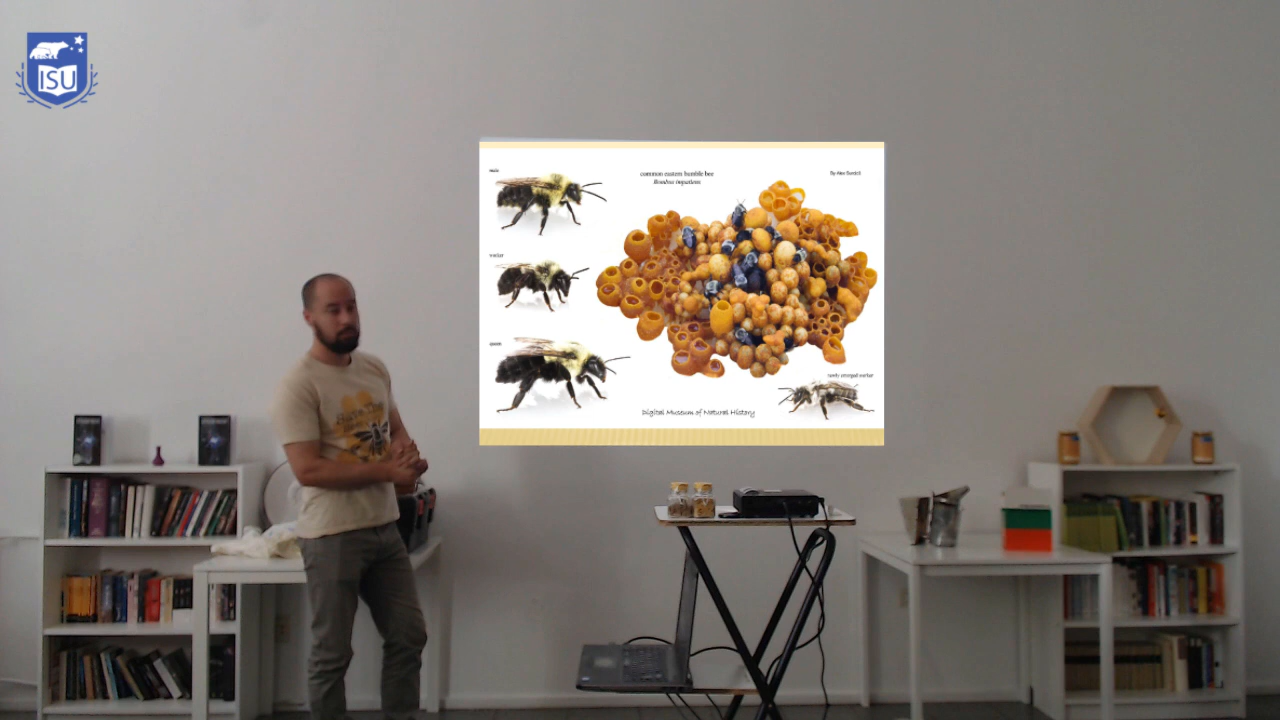 ISU
male
common eastern bumble bee
Bombus impatiens
worker
queen
newly emerged worker
Digital Museum of Natural History